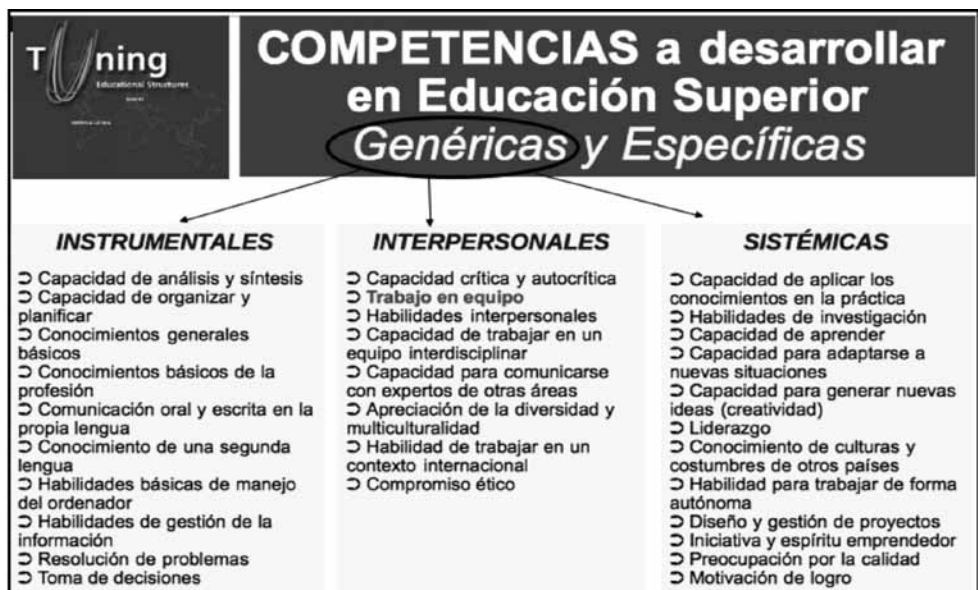 Tuning
Educational Structures
COMPETENCIAS a desarrollar
en Educación Superior
Genéricas y Específicas
INSTRUMENTALES
Capacidad de análisis y síntesis
Capacidad de organizar y
planificar
Conocimientos generales
básicos
Conocimientos básicos de la
profesión
Comunicación oral y escrita en la
propia lengua
Conocimiento de una segunda
lengua
Habilidades básicas de manejo
del ordenador
Habilidades de gestión de la
información
Resolución de problemas
Toma de decisiones
INTERPERSONALES
Capacidad crítica y autocrítica
Trabajo en equipo
Habilidades interpersonales
Capacidad de trabajar en un
equipo interdisciplinar
Capacidad para comunicarse
con expertos de otras áreas
Apreciación de la diversidad y
multiculturalidad
Habilidad de trabajar en un
contexto internacional
Compromiso ético
SISTÉMICAS
Capacidad de aplicar los
conocimientos en la práctica
Habilidades de investigación
Capacidad de aprender
Capacidad para adaptarse a
nuevas situaciones
Capacidad para generar nuevas
ideas (creatividad)
Liderazgo
Conocimiento de culturas y
costumbres de otros países
Habilidad para trabajar de forma
autónoma
Diseño y gestión de proyectos
Iniciativa y espíritu emprendedor
Preocupación por la calidad
Motivación de logro